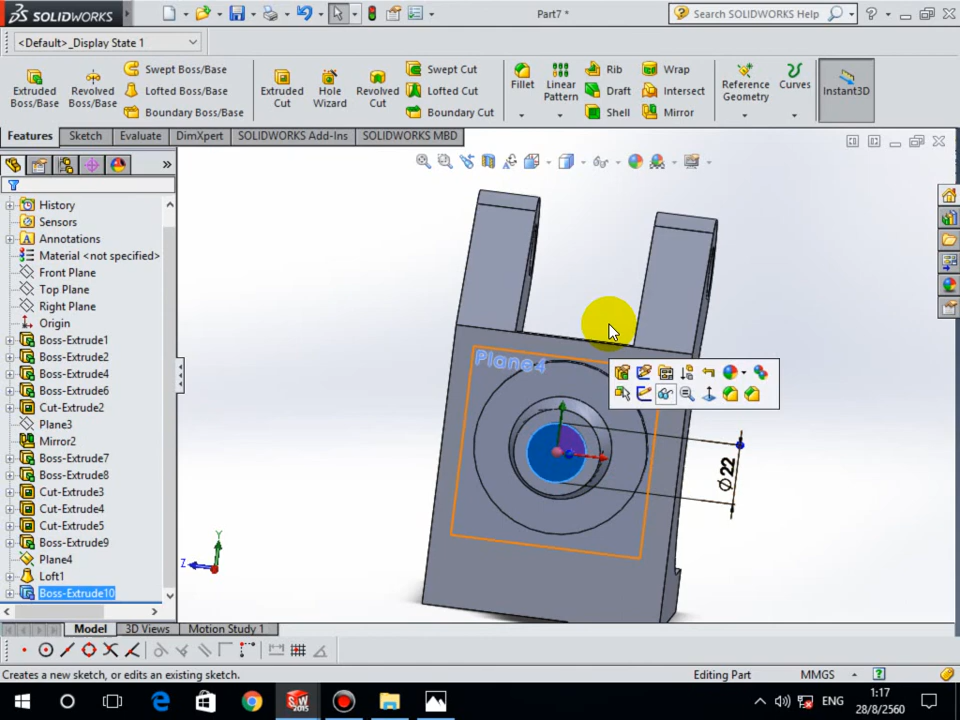 SOLIDWORKS
Part7 *
Search SOLIDWORKS Help
<Default>_Display State 1
Extruded Boss/Base
Revolved Boss/Base
Swept Boss/Base
Lofted Boss/Base
Boundary Boss/Base
Extruded Cut
Hole Wizard
Revolved Cut
Swept Cut
Lofted Cut
Boundary Cut
Fillet
Linear Pattern
Rib
Draft
Shell
Wrap
Intersect
Mirror
Reference Geometry
Curves
Instant3D
Features
Sketch
Evaluate
DimXpert
SOLIDWORKS Add-Ins
SOLIDWORKS MBD
History
Sensors
Annotations
Material <not specified>
Front Plane
Top Plane
Right Plane
Origin
Boss-Extrude1
Boss-Extrude2
Boss-Extrude4
Boss-Extrude6
Cut-Extrude2
Plane3
Mirror2
Boss-Extrude7
Boss-Extrude8
Cut-Extrude3
Cut-Extrude4
Cut-Extrude5
Boss-Extrude9
Plane4
Loft1
Boss-Extrude10
Plane4
Ø22
Y
Z
Model
3D Views
Motion Study 1
Creates a new sketch, or edits an existing sketch.
Editing Part
MMGS
ENG
1:17
28/8/2560